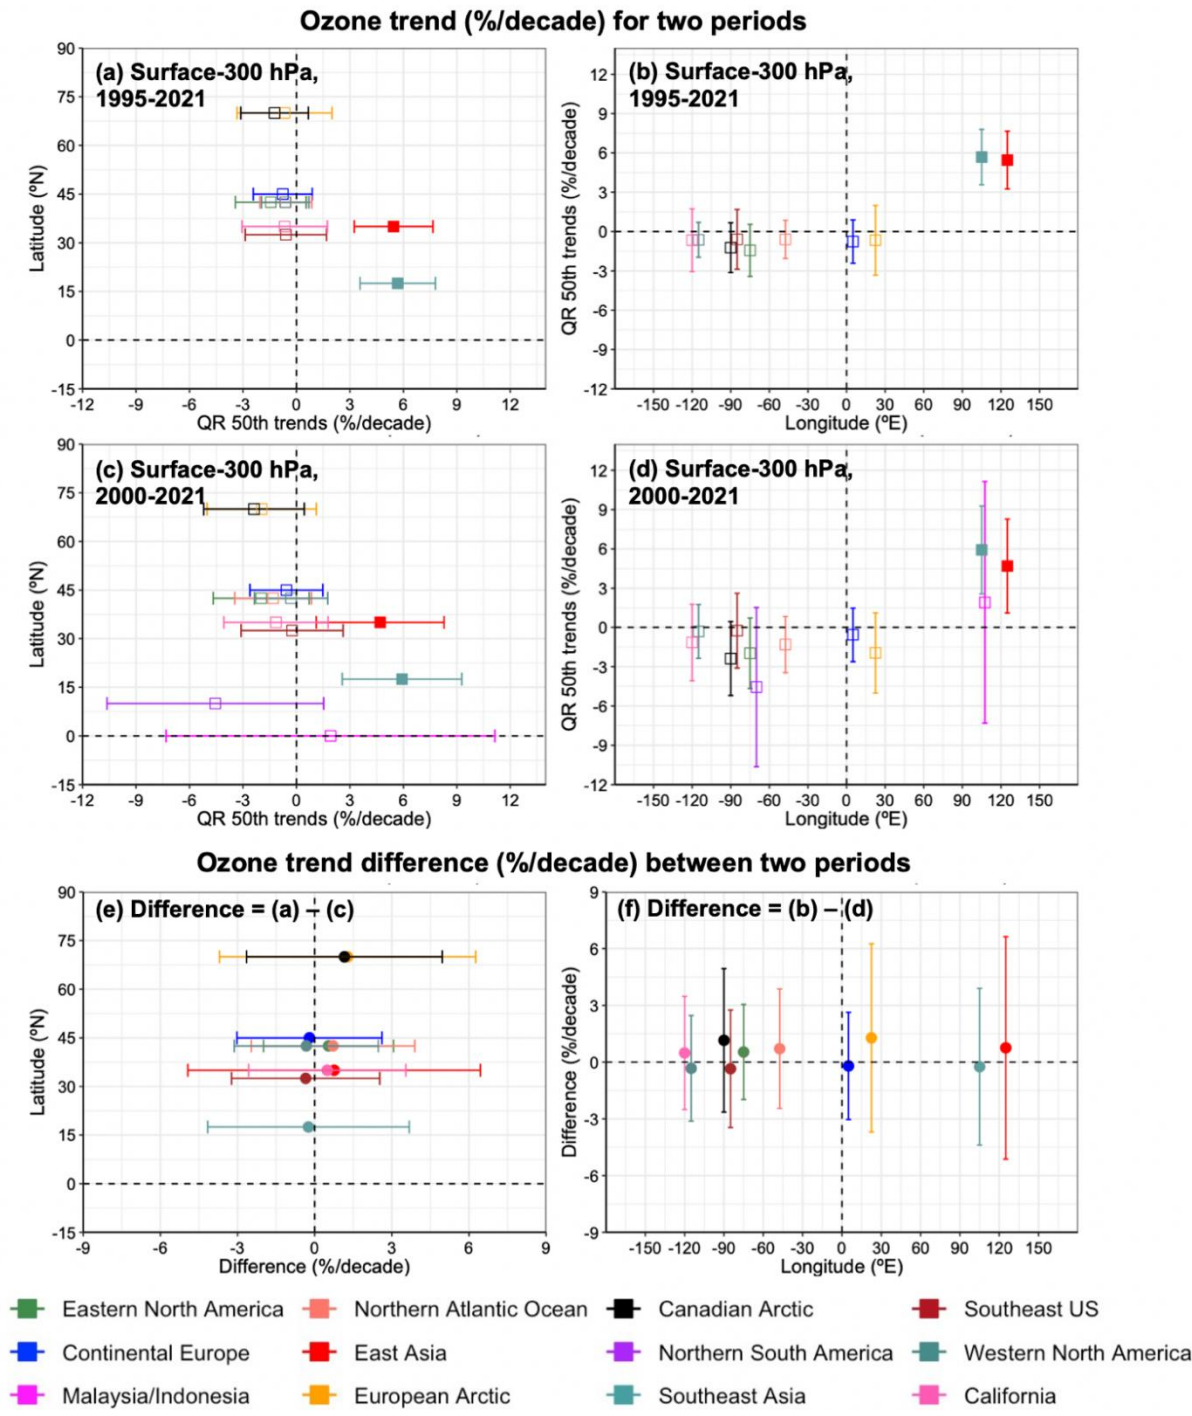 Ozone trend (%/decade) for two periods
90
75
60
45
30
15
0
-15
Latitude (ºN)
(a) Surface-300 hPa,
1995-2021
-12 -9 -6 -3 0 3 6 9 12
QR 50th trends (%/decade)
12
9
6
3
0
-3
-6
-9
-12
QR 50th trends (%/decade)
(b) Surface-300 hPa,
1995-2021
-150 -120 -90 -60 -30 0 30 60 90 120 150
Longitude (ºE)
90
75
60
45
30
15
0
-15
Latitude (ºN)
(c) Surface-300 hPa,
2000-2021
-12 -9 -6 -3 0 3 6 9 12
QR 50th trends (%/decade)
12
9
6
3
0
-3
-6
-9
-12
QR 50th trends (%/decade)
(d) Surface-300 hPa,
2000-2021
-150 -120 -90 -60 -30 0 30 60 90 120 150
Longitude (ºE)
Ozone trend difference (%/decade) between two periods
90
75
60
45
30
15
0
-15
Latitude (ºN)
(e) Difference = (a) – (c)
-9 -6 -3 0 3 6 9
Difference (%/decade)
9
6
3
0
-3
-6
-9
Difference (%/decade)
(f) Difference = (b) – (d)
-150 -120 -90 -60 -30 0 30 60 90 120 150
Longitude (ºE)
Eastern North America Northern Atlantic Ocean Canadian Arctic Southeast US
Continental Europe East Asia Northern South America Western North America
Malaysia/Indonesia European Arctic Southeast Asia California